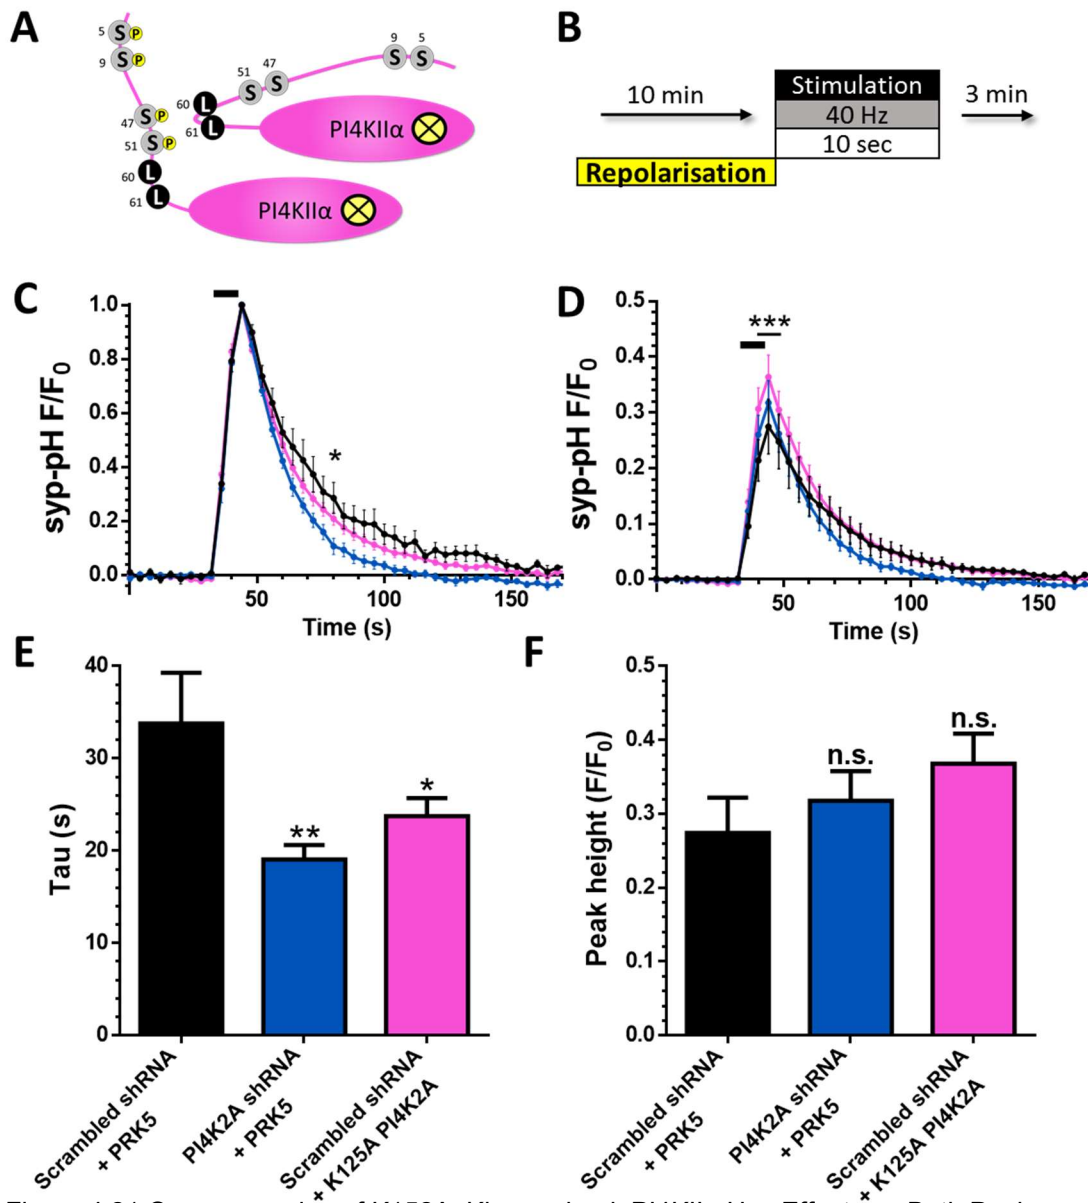 A
5 S P
9 S P
47 S P
51 S P
60 L
61 L
PI4KIIα
9 5
S S
51 47
S S
60 L
61 L
PI4KIIα
B
10 min
Stimulation
3 min
40 Hz
10 sec
Repolarisation
C
syp-pH F/F0
1.0
0.8
0.6
0.4
0.2
0.0
*
50 100 150
Time (s)
D
syp-pH F/F0
0.5
0.4
0.3
0.2
0.1
0.0
***
50 100 150
Time (s)
E
Tau (s)
40
30
20
10
0
**
*
Scrambled shRNA
+ PRK5
PI4K2A shRNA
+ PRK5
Scrambled shRNA
+ K125A PI4K2A
F
Peak height (F/F0)
0.5
0.4
0.3
0.2
0.1
0.0
n.s.
n.s.
Scrambled shRNA
+ PRK5
PI4K2A shRNA
+ PRK5
Scrambled shRNA
+ K125A PI4K2A